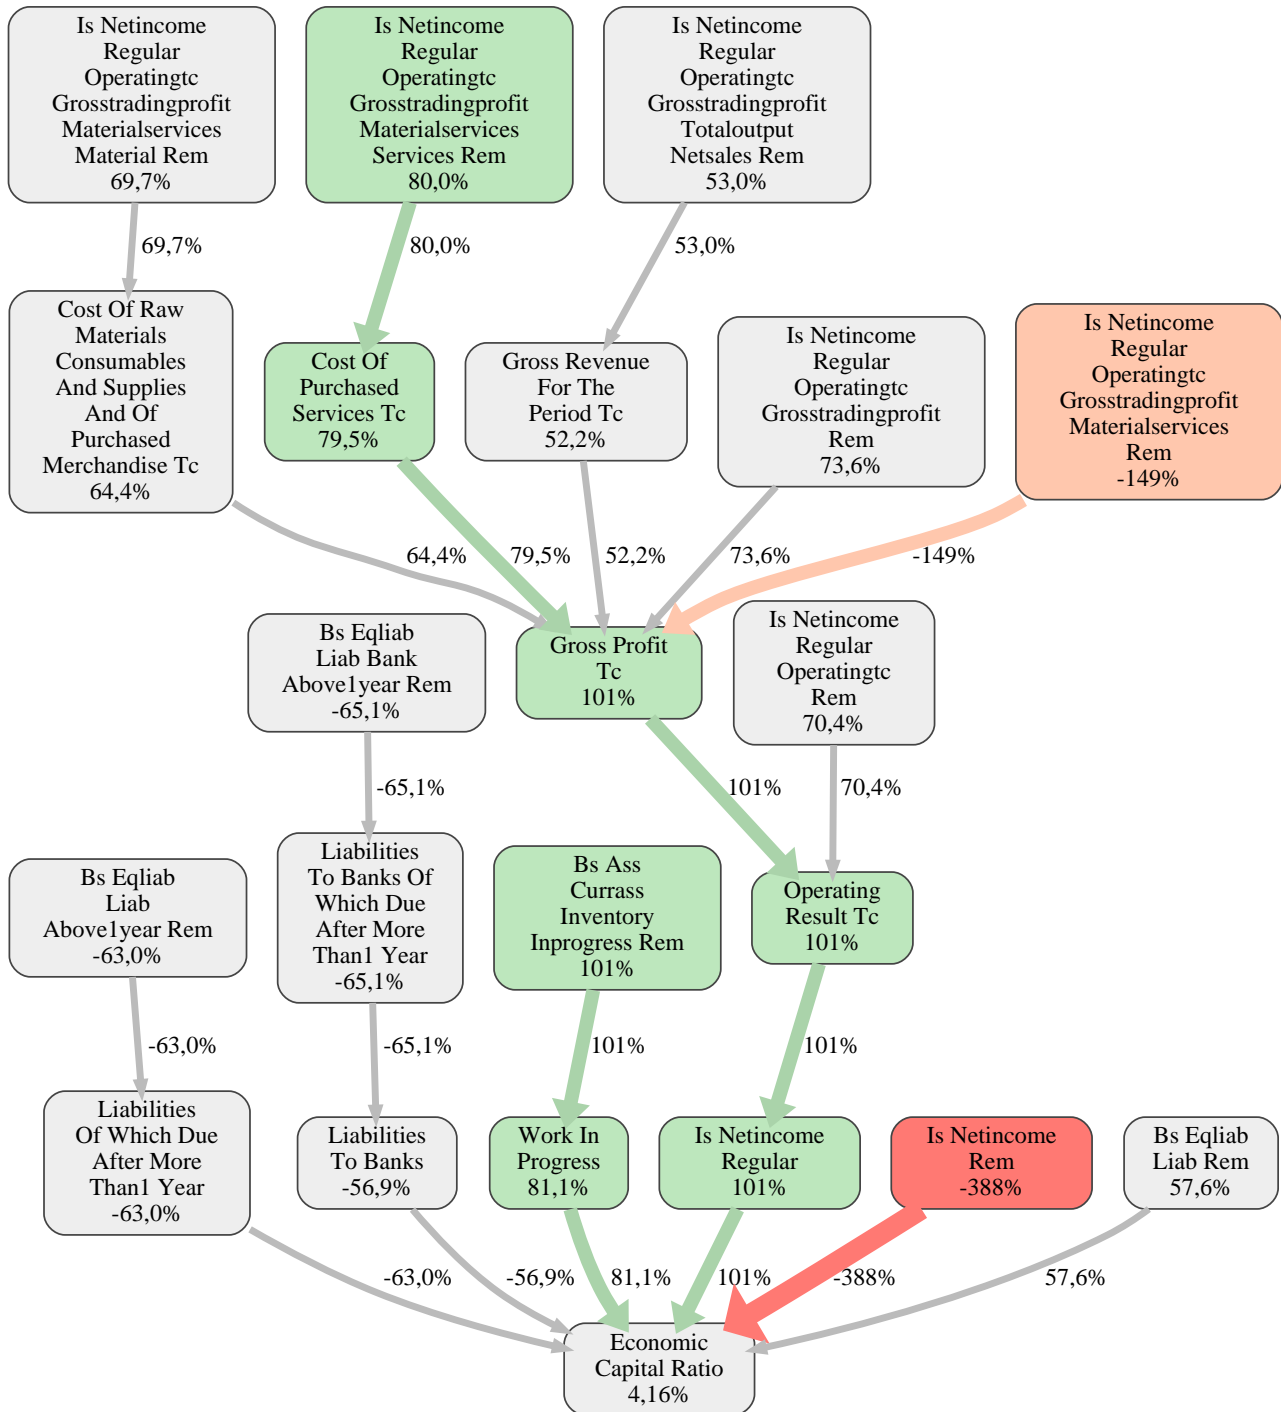 Is Netincome
Regular
Operatingtc
Grosstradingprofit
Materialservices
Material Rem
69,7%
Is Netincome
Regular
Operatingtc
Grosstradingprofit
Materialservices
Services Rem
80,0%
Is Netincome
Regular
Operatingtc
Grosstradingprofit
Totaloutput
Netsales Rem
53,0%
69,7%
80,0%
53,0%
Cost Of Raw
Materials
Consumables
And Supplies
And Of
Purchased
Merchandise Tc
64,4%
Cost Of
Purchased
Services Tc
79,5%
Gross Revenue
For The
Period Tc
52,2%
Is Netincome
Regular
Operatingtc
Grosstradingprofit
Rem
73,6%
Is Netincome
Regular
Operatingtc
Grosstradingprofit
Materialservices
Rem
-149%
64,4%
79,5%
52,2%
73,6%
-149%
Bs Eqliab
Liab Bank
Above1year Rem
-65,1%
Gross Profit
Tc
101%
Is Netincome
Regular
Operatingtc
Rem
70,4%
-65,1%
101%
70,4%
Bs Eqliab
Liab
Above1year Rem
-63,0%
Liabilities
To Banks Of
Which Due
After More
Than1 Year
-65,1%
Bs Ass
Currass
Inventory
Inprogress Rem
101%
Operating
Result Tc
101%
-63,0%
-65,1%
101%
101%
Liabilities
Of Which Due
After More
Than1 Year
-63,0%
Liabilities
To Banks
-56,9%
Work In
Progress
81,1%
Is Netincome
Regular
101%
Is Netincome
Rem
-388%
Bs Eqliab
Liab Rem
57,6%
-63,0%
-56,9%
81,1%
101%
-388%
57,6%
Economic
Capital Ratio
4,16%